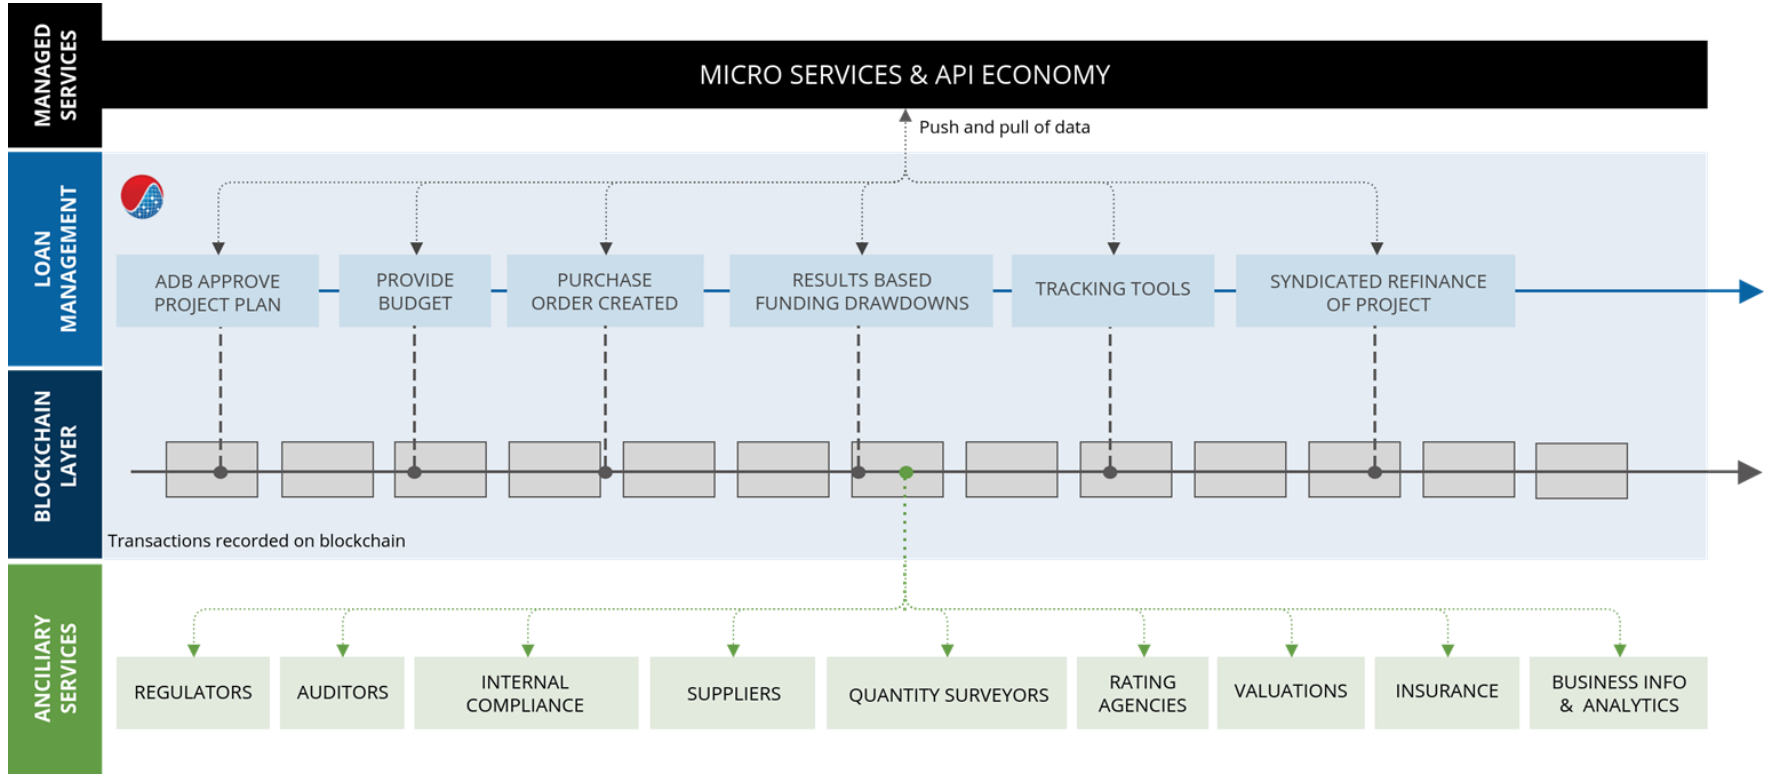 MANAGED
SERVICES
MICRO SERVICES & API ECONOMY
Push and pull of data
LOAN
MANAGEMENT
ADB APPROVE
PROJECT PLAN
PROVIDE
BUDGET
PURCHASE
ORDER CREATED
RESULTS BASED
FUNDING DRAWDOWNS
TRACKING TOOLS
SYNDICATED REFINANCE
OF PROJECT
BLOCKCHAIN
LAYER
Transactions recorded on blockchain
ANCILIARY
SERVICES
REGULATORS
AUDITORS
INTERNAL
COMPLIANCE
SUPPLIERS
QUANTITY SURVEYORS
RATING
AGENCIES
VALUATIONS
INSURANCE
BUSINESS INFO
& ANALYTICS